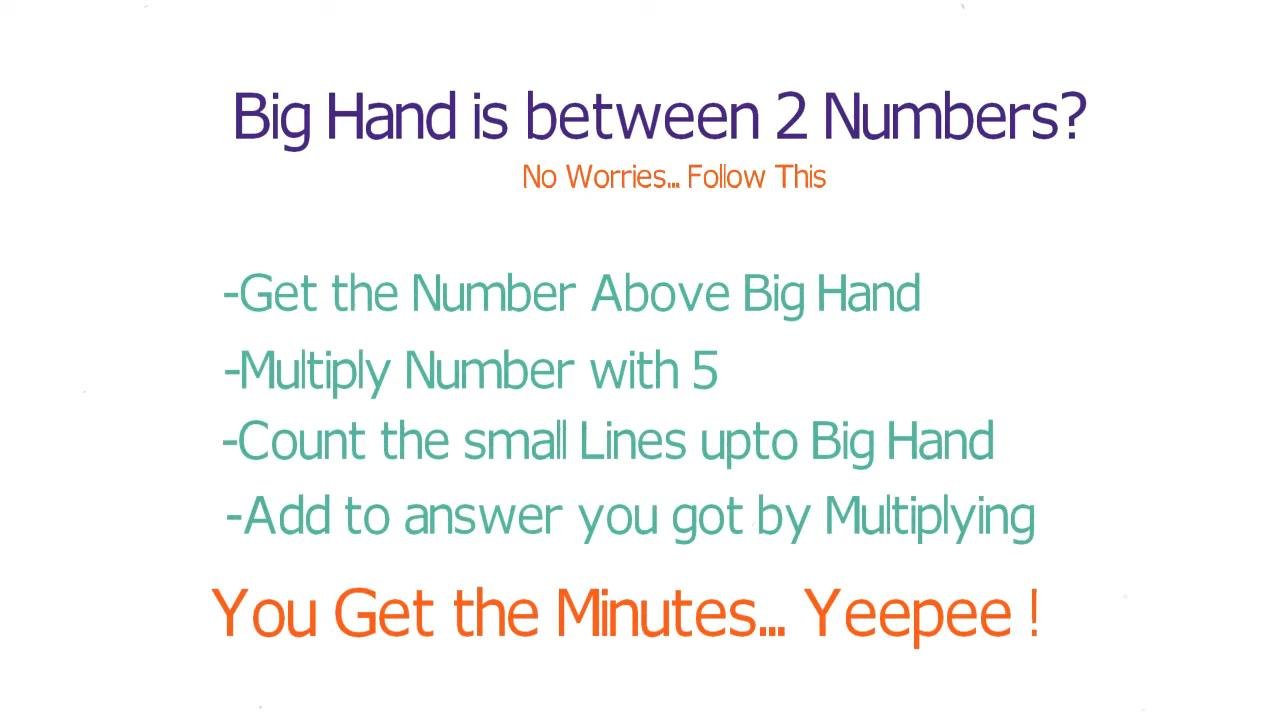 Big Hand is between 2 Numbers?
No Worries... Follow This
-Get the Number Above Big Hand
-Multiply Number with 5
-Count the small Lines upto Big Hand
-Add to answer you got by Multiplying
You Get the Minutes... Yeepee !